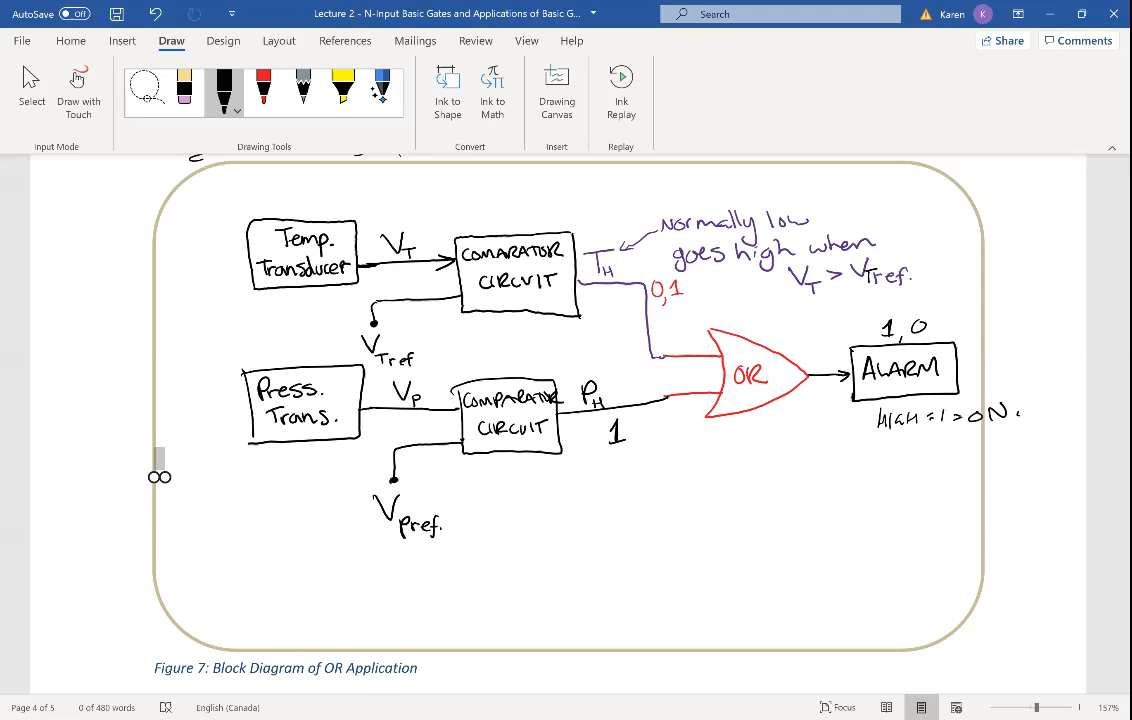 AutoSave Off
Lecture 2 - N-Input Basic Gates and Applications of Basic G...
Search
Karen
K
File Home Insert Draw Design Layout References Mailings Review View Help
Share
Comments
Select
Draw with Touch
Ink to Shape
Ink to Math
Drawing Canvas
Ink Replay
Input Mode
Drawing Tools
Convert
Insert
Replay
Normally low
goes high when
VT > VTref.
Temp.
Transducer
VT
COMARATOR
CIRCUIT
TH
0,1
VTref
1, 0
ALARM
HIGH = 1 = ON.
OR
Press.
Trans.
VP
COMPARATOR
CIRCUIT
PH
1
Vpref.
Figure 7: Block Diagram of OR Application
Page 4 of 5
0 of 480 words
English (Canada)
Focus
157%